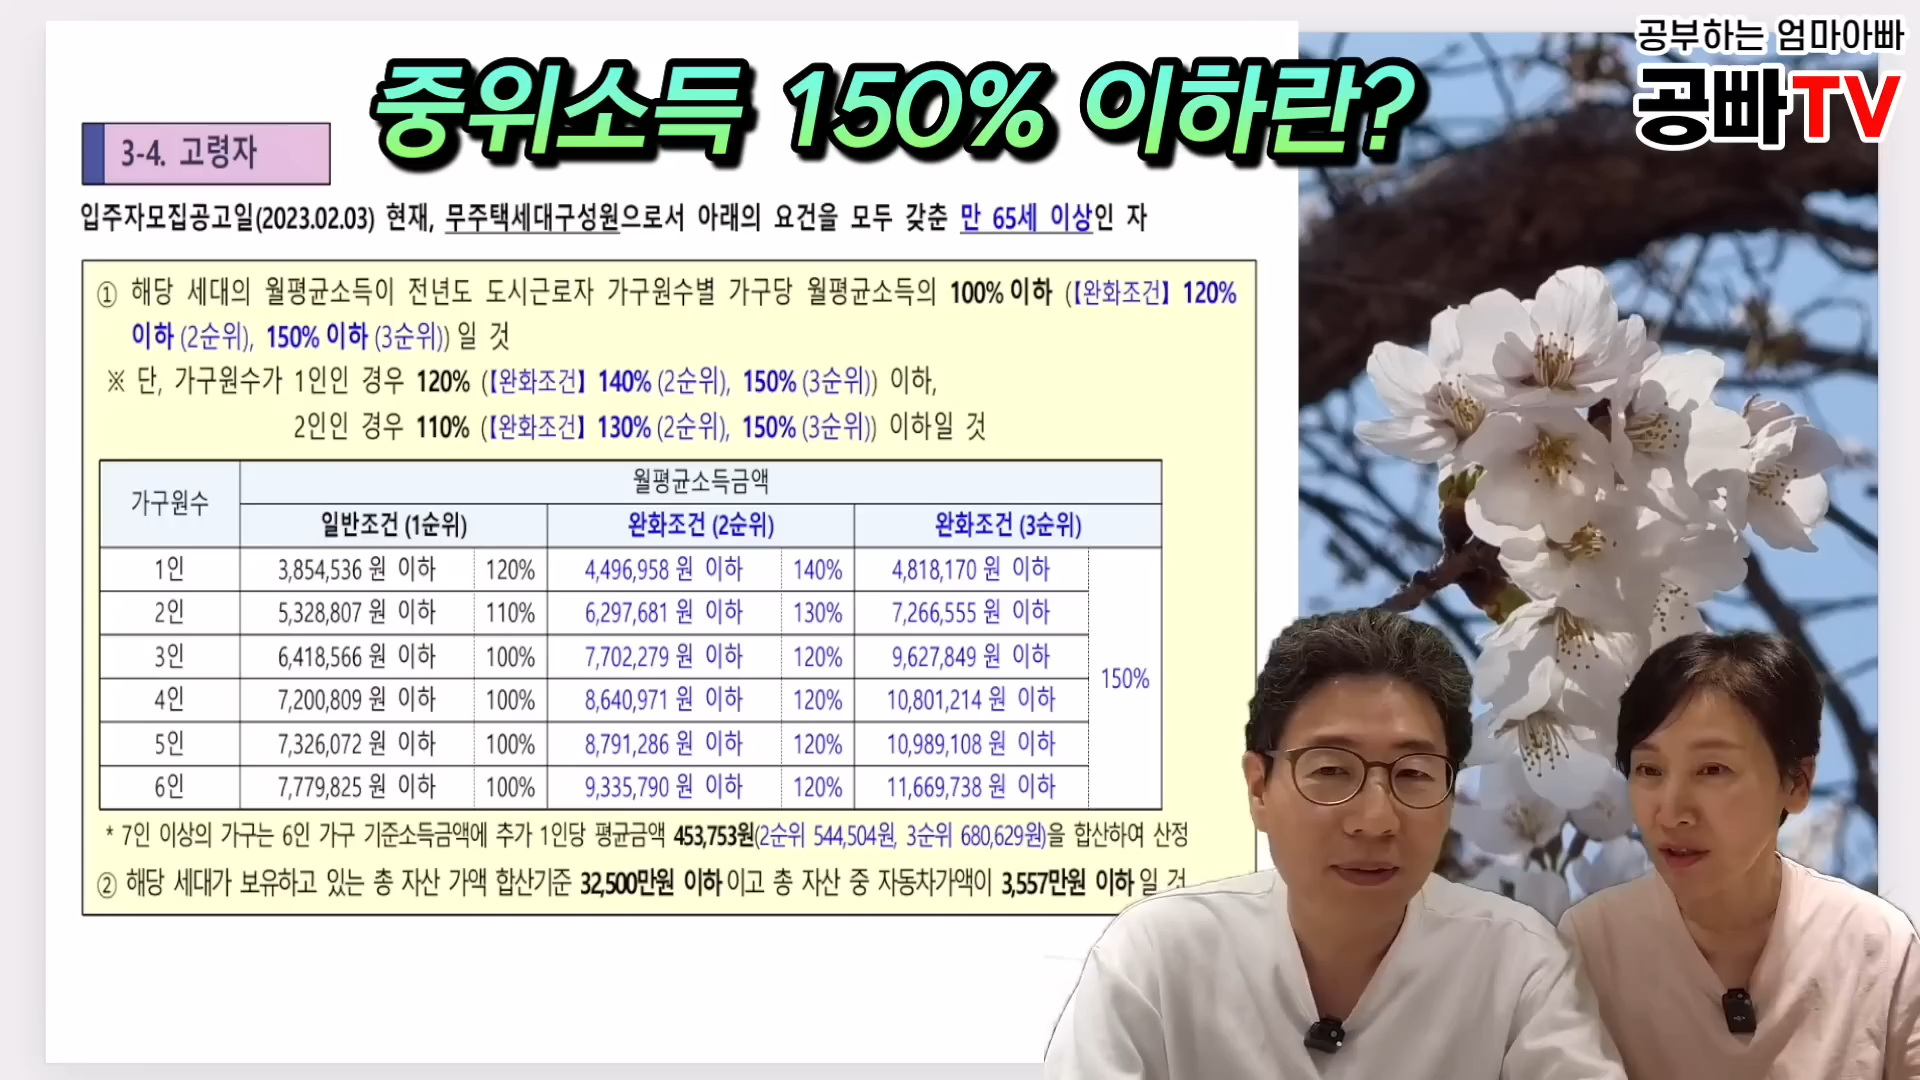 중위소득 150% 이하란?
공부하는 엄마아빠
공빠TV
3-4. 고령자
입주자모집공고일(2023.02.03) 현재, 무주택세대구성원으로서 아래의 요건을 모두 갖춘 만 65세 이상인 자
① 해당 세대의 월평균소득이 전년도 도시근로자 가구원수별 가구당 월평균소득의 100% 이하 (【완화조건】 120%
이하 (2순위), 150% 이하 (3순위)) 일 것
※ 단, 가구원수가 1인인 경우 120% (【완화조건】 140% (2순위), 150% (3순위)) 이하,
2인인 경우 110% (【완화조건】 130% (2순위), 150% (3순위)) 이하일 것
가구원수 월평균소득금액
일반조건 (1순위) 완화조건 (2순위) 완화조건 (3순위)
1인 3,854,536 원 이하 120% 4,496,958 원 이하 140% 4,818,170 원 이하
2인 5,328,807 원 이하 110% 6,297,681 원 이하 130% 7,266,555 원 이하
3인 6,418,566 원 이하 100% 7,702,279 원 이하 120% 9,627,849 원 이하
150%
4인 7,200,809 원 이하 100% 8,640,971 원 이하 120% 10,801,214 원 이하
5인 7,326,072 원 이하 100% 8,791,286 원 이하 120% 10,989,108 원 이하
6인 7,779,825 원 이하 100% 9,335,790 원 이하 120% 11,669,738 원 이하
* 7인 이상의 가구는 6인 가구 기준소득금액에 추가 1인당 평균금액 453,753원(2순위 544,504원, 3순위 680,629원)을 합산하여 산정
② 해당 세대가 보유하고 있는 총 자산 가액 합산기준 32,500만원 이하이고 총 자산 중 자동차가액이 3,557만원 이하 일 것